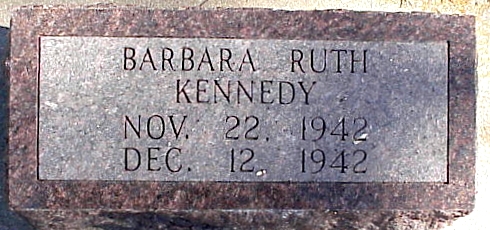 BARBARA RUTH
KENNEDY
NOV. 22. 1942
DEC. 12. 1942